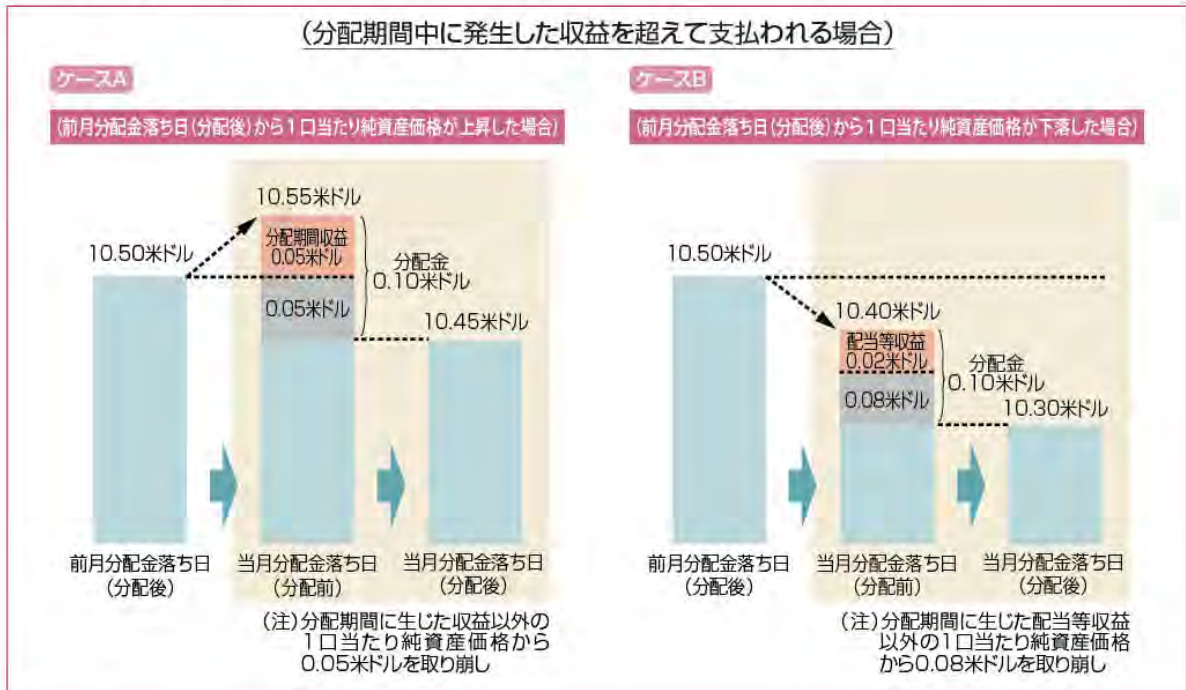 (分配期間中に発生した収益を超えて支払われる場合)
ケースA
(前月分配金落ち日(分配後)から1口当たり純資産価格が上昇した場合)
10.55米ドル
10.50米ドル
分配期間収益
0.05米ドル
分配金
0.10米ドル
0.05米ドル
10.45米ドル
前月分配金落ち日
(分配後)
当月分配金落ち日
(分配前)
当月分配金落ち日
(分配後)
(注)分配期間に生じた収益以外の
1口当たり純資産価格から
0.05米ドルを取り崩し
ケースB
(前月分配金落ち日(分配後)から1口当たり純資産価格が下落した場合)
10.50米ドル
10.40米ドル
配当等収益
0.02米ドル
分配金
0.10米ドル
0.08米ドル
10.30米ドル
前月分配金落ち日
(分配後)
当月分配金落ち日
(分配前)
当月分配金落ち日
(分配後)
(注)分配期間に生じた配当等収益
以外の1口当たり純資産価格
から0.08米ドルを取り崩し